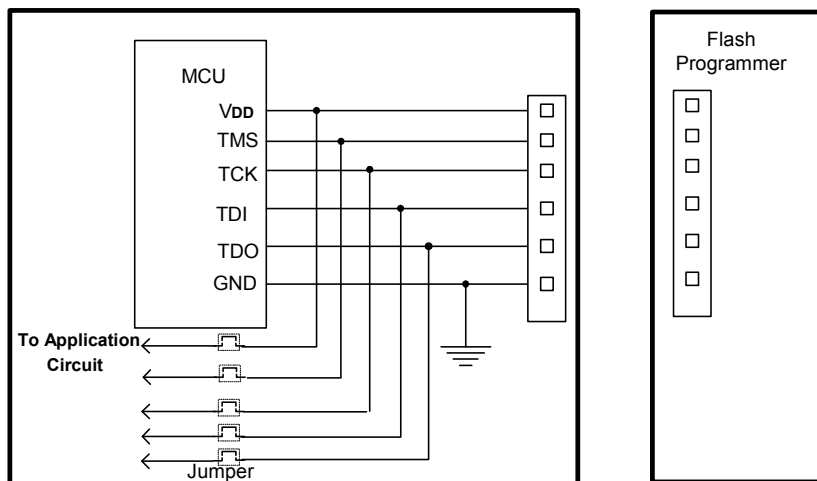 MCU
VDD
TMS
TCK
TDI
TDO
GND
To Application
Circuit
Jumper
Flash
Programmer